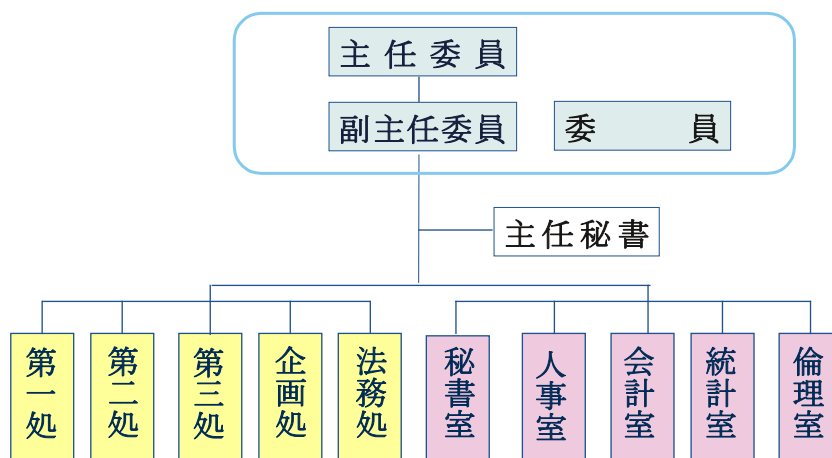 主任委員
副主任委員
委員
主任秘書
第一処
第二処
第三処
企画処
法務処
秘書室
人事室
会計室
統計室
倫理室